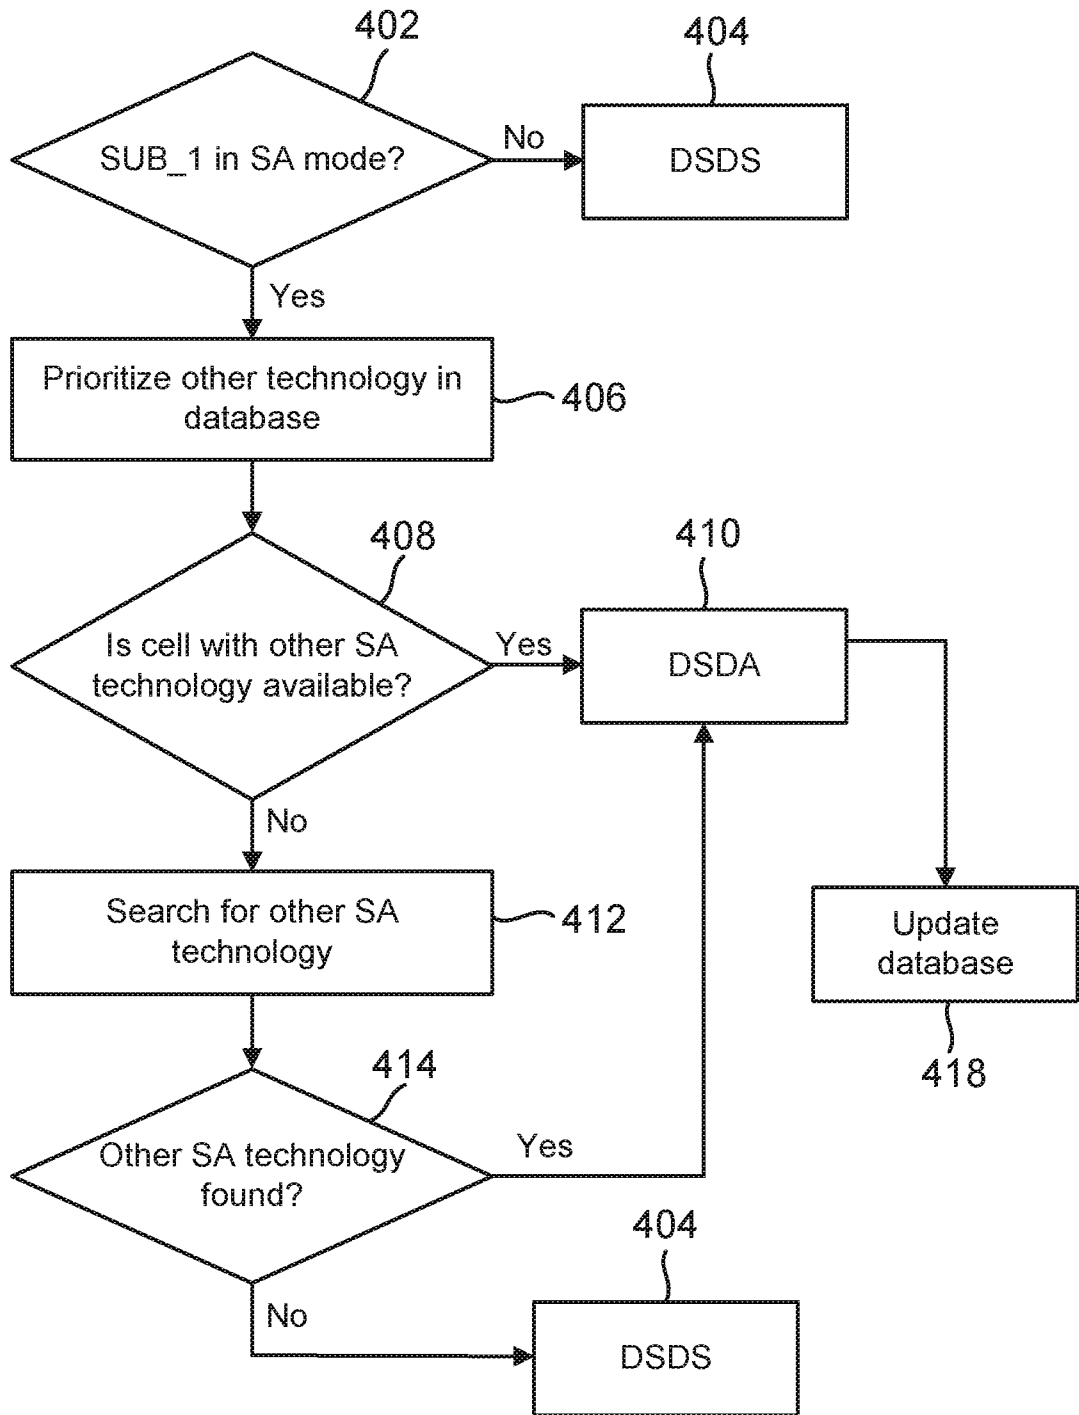 402
404
SUB_1 in SA mode?
No
DSDS
Yes
Prioritize other technology in
database
406
408
410
Is cell with other SA
technology available?
Yes
DSDA
No
Search for other SA
technology
412
Update
database
418
414
Other SA technology
found?
Yes
404
No
DSDS